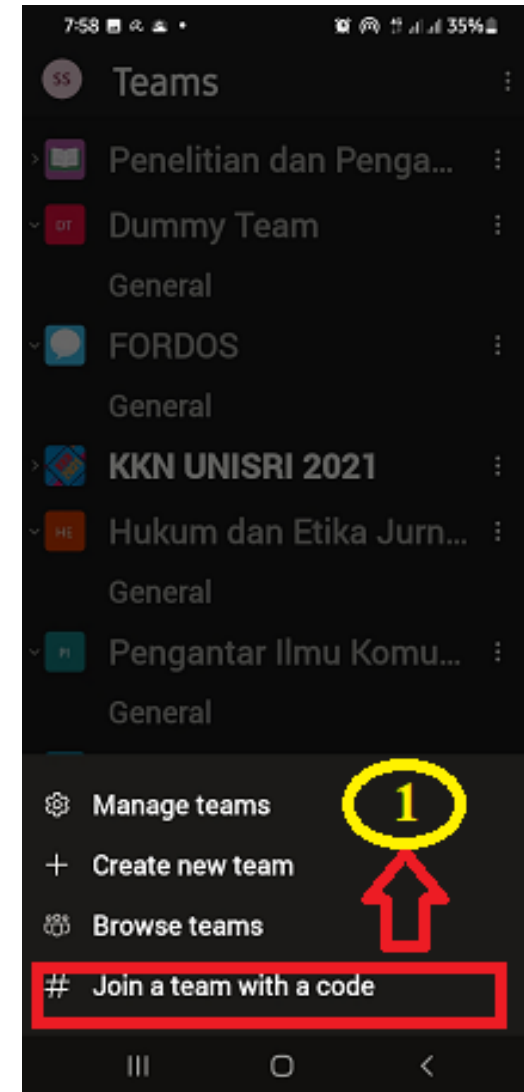 7:58
35%
SS
Teams
Penelitian dan Penga...
DT
Dummy Team
General
FORDOS
General
KKN UNISRI 2021
HE
Hukum dan Etika Jurn...
General
PI
Pengantar Ilmu Komu...
General
Manage teams
1
+ Create new team
Browse teams
# Join a team with a code